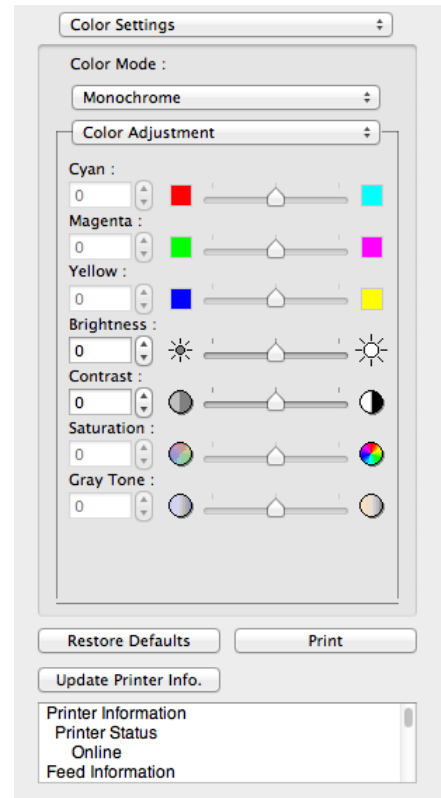 Color Settings
Color Mode :
Monochrome
Color Adjustment
Cyan :
0
Magenta :
0
Yellow :
0
Brightness :
0
Contrast :
0
Saturation :
0
Gray Tone :
0
Restore Defaults Print
Update Printer Info.
Printer Information
Printer Status
Online
Feed Information